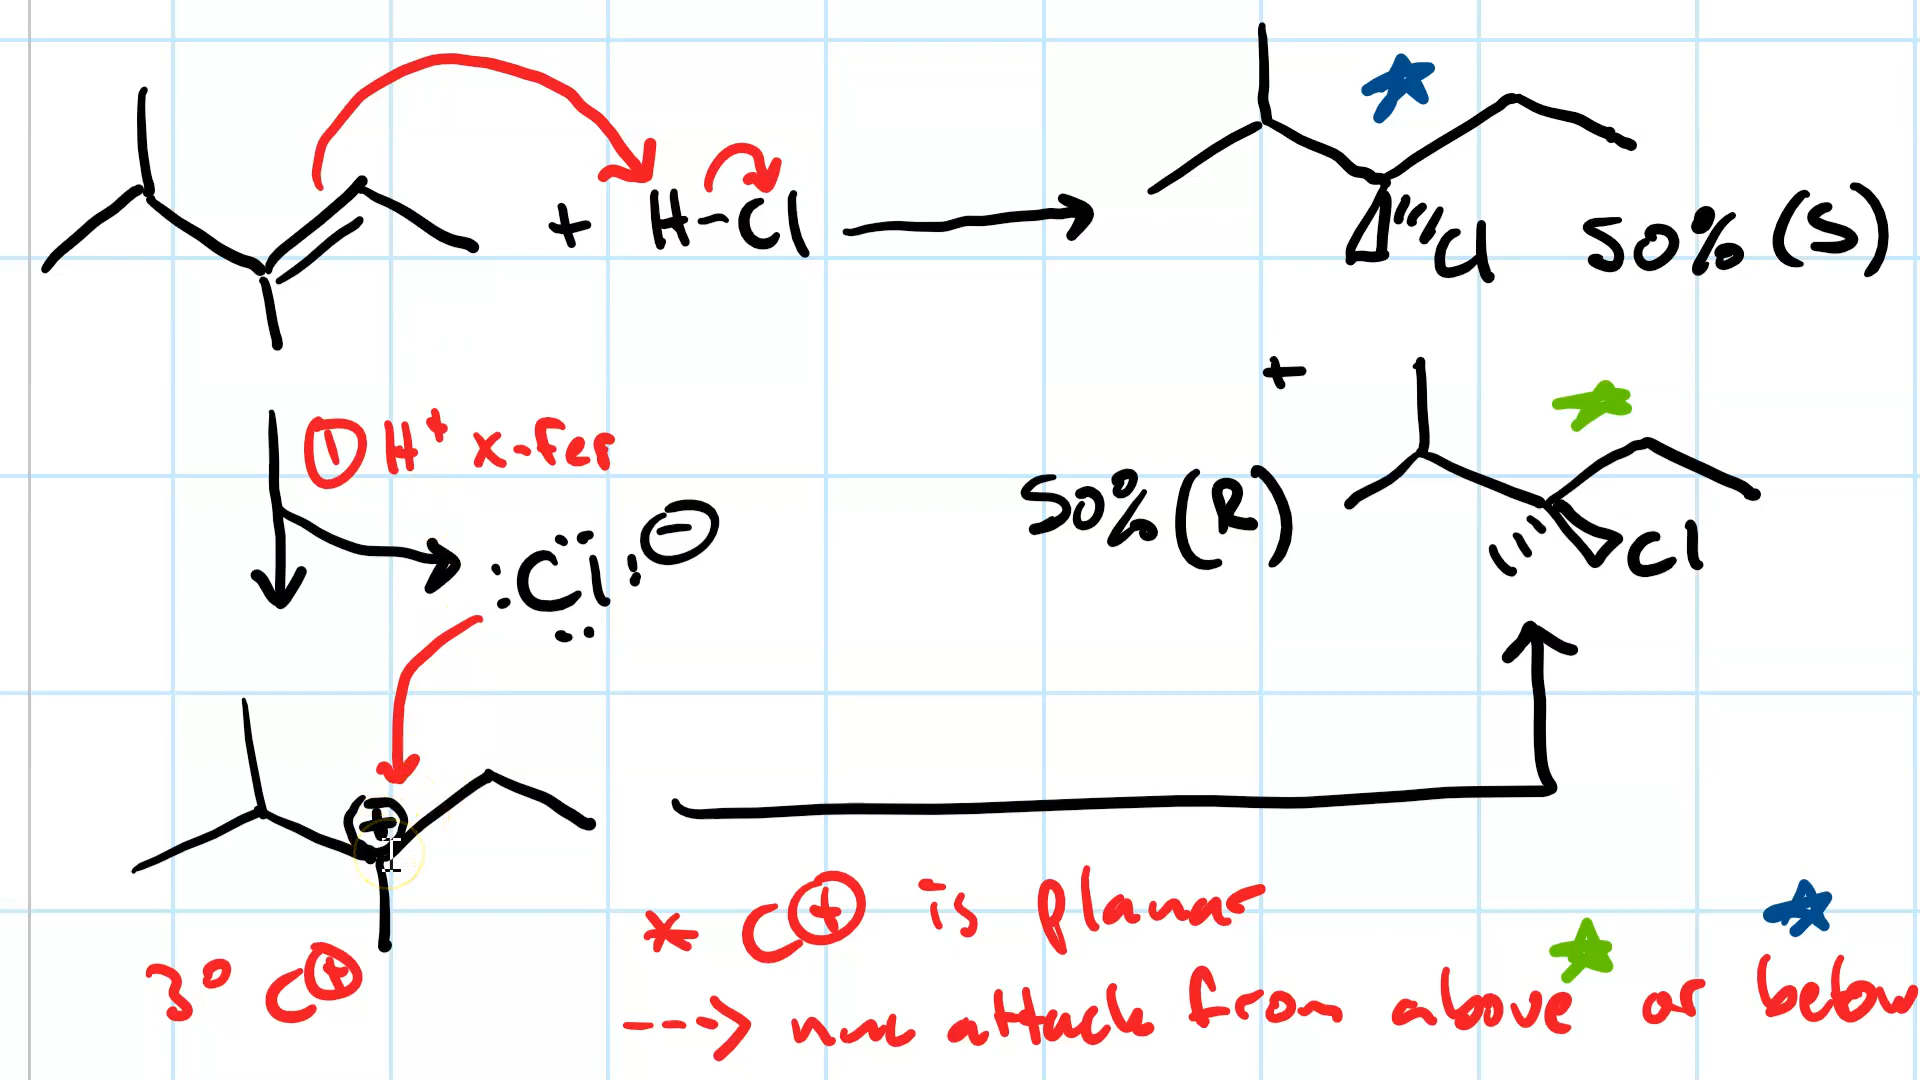 + H-Cl
Cl 50% (S)
+
① H⁺ x-fer
50% (R)
Cl
:Cl: ⊖
⊕
3° C⊕
* C⊕ is planar
---> nuc attack from above or below